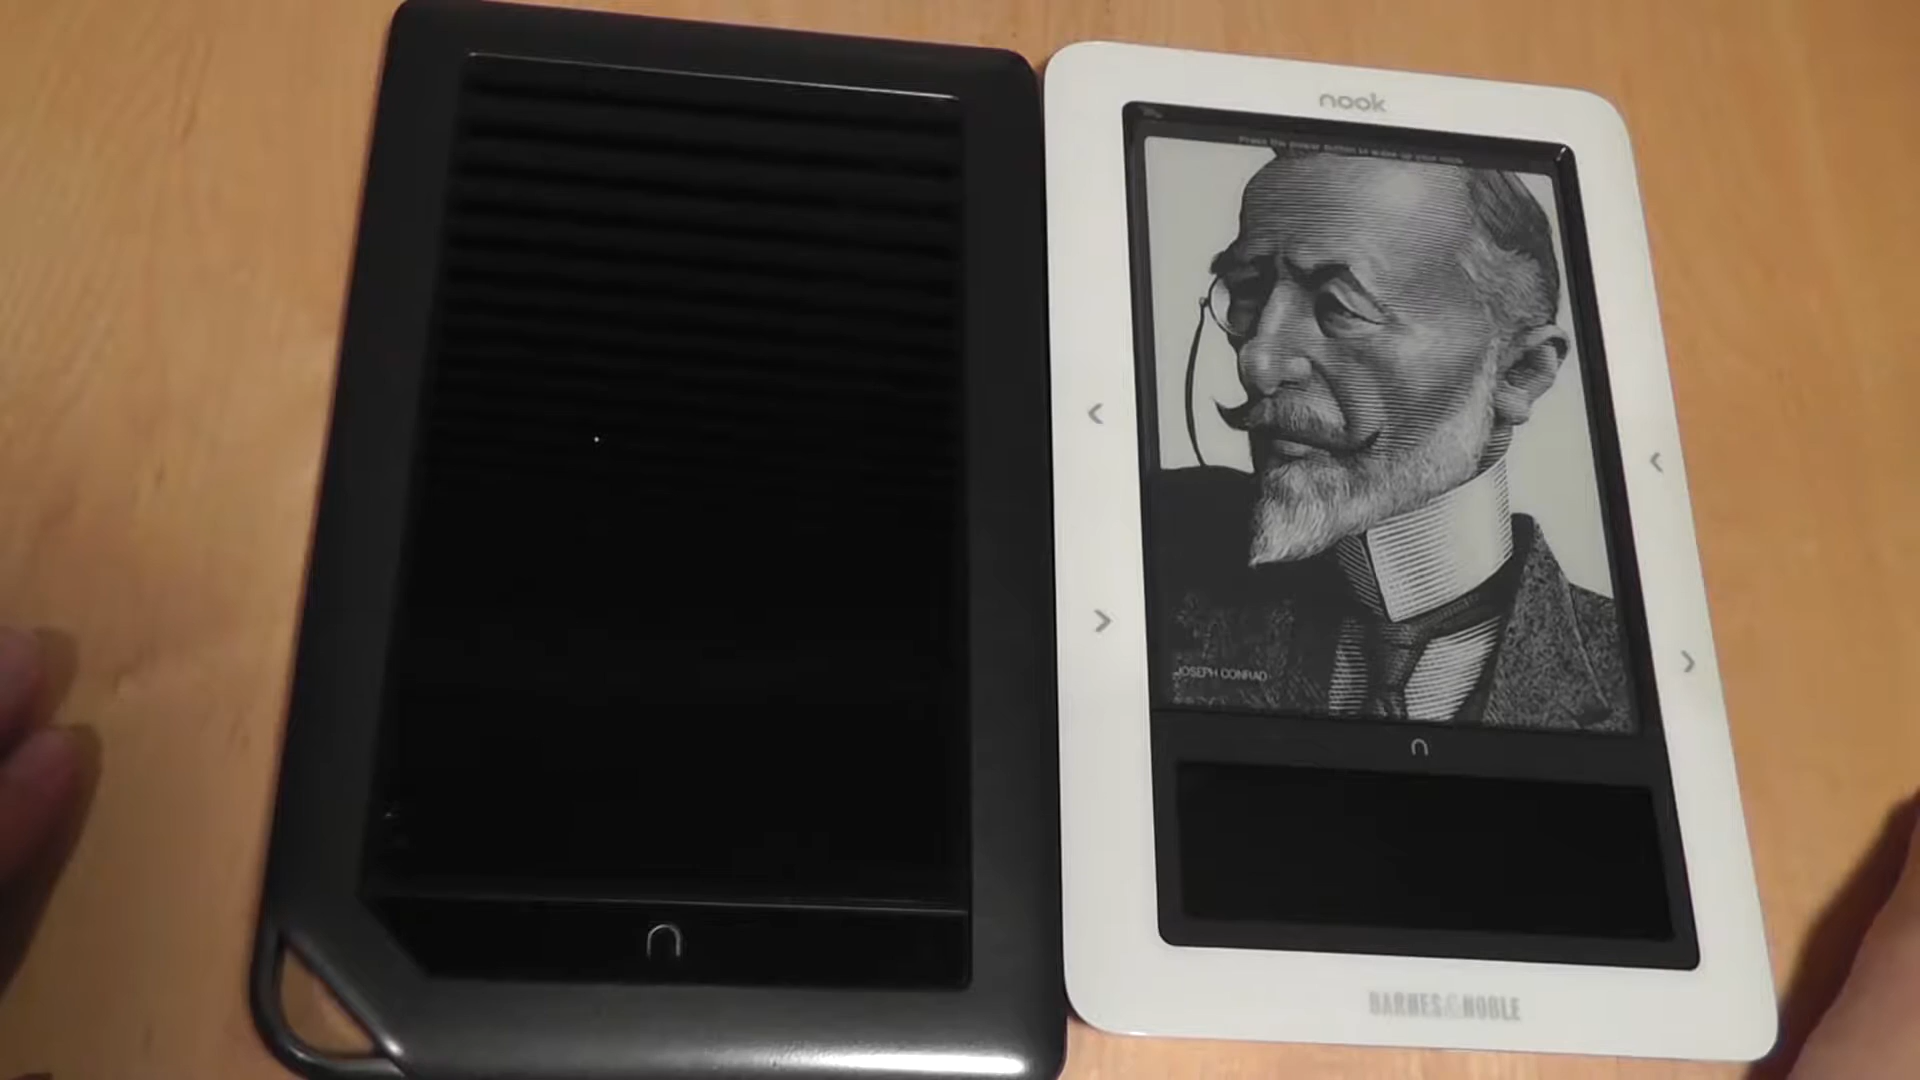 nook
Press the power button to wake up your nook
JOSEPH CONRAD
n
BARNES&NOBLE
n